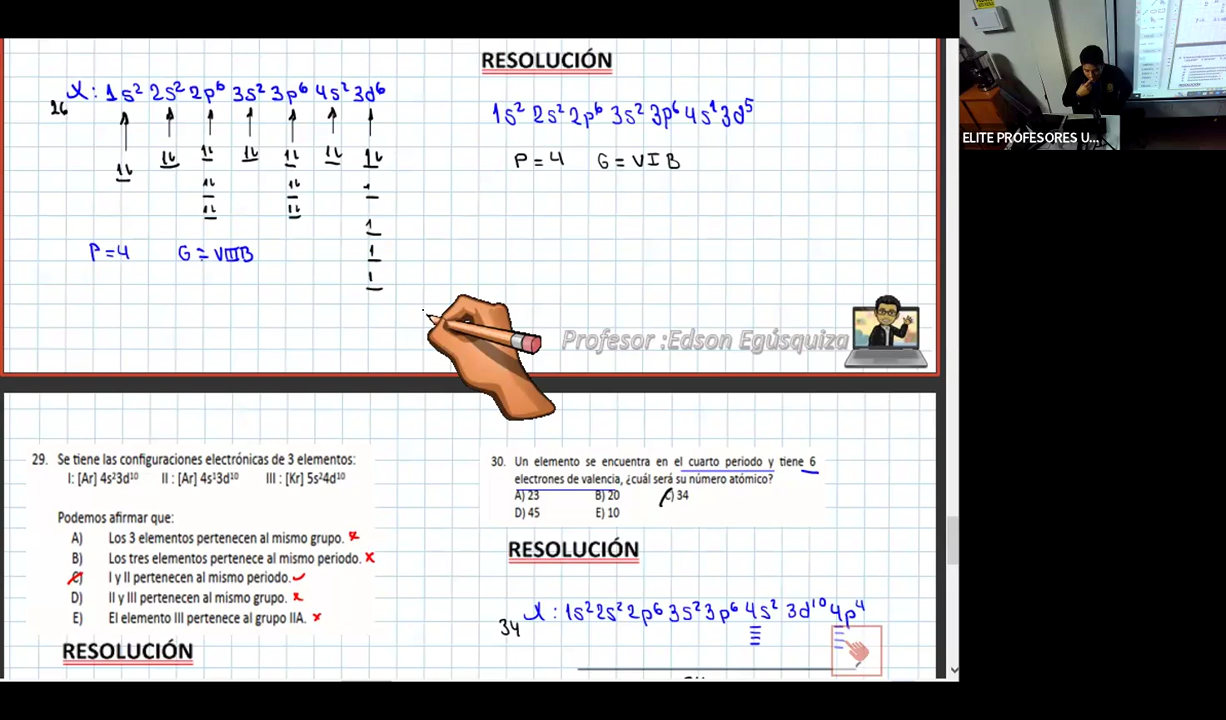 RESOLUCIÓN
26X : 1s² 2s² 2p⁶ 3s² 3p⁶ 4s² 3d⁶
P = 4 G = VIIIB
RESOLUCIÓN
1s² 2s² 2p⁶ 3s² 3p⁶ 4s¹ 3d⁵
P = 4 G = VIB
Profesor :Edson Egúsquiza
ELITE PROFESORES U...
29. Se tiene las configuraciones electrónicas de 3 elementos:
I: [Ar] 4s²3d¹⁰ II : [Ar] 4s¹3d¹⁰ III : [Kr] 5s²4d¹⁰
Podemos afirmar que:
A) Los 3 elementos pertenecen al mismo grupo. x
B) Los tres elementos pertenece al mismo periodo. x
C) I y II pertenecen al mismo periodo. ✓
D) II y III pertenecen al mismo grupo. x
E) El elemento III pertenece al grupo IIA. x
RESOLUCIÓN
30. Un elemento se encuentra en el cuarto periodo y tiene 6
electrones de valencia, ¿cuál será su número atómico?
A) 23 B) 20 C) 34
D) 45 E) 10
RESOLUCIÓN
34X : 1s² 2s² 2p⁶ 3s² 3p⁶ 4s² 3d¹⁰ 4p⁴